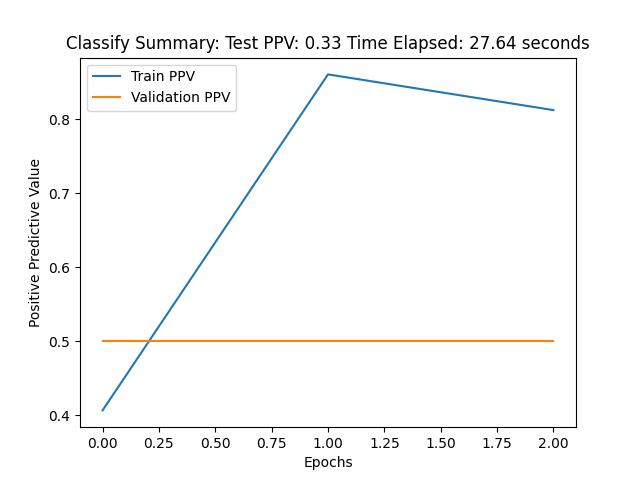 Classify Summary: Test PPV: 0.33 Time Elapsed: 27.64 seconds
Train PPV
Validation PPV
Positive Predictive Value
0.8
0.7
0.6
0.5
0.4
0.00 0.25 0.50 0.75 1.00 1.25 1.50 1.75 2.00
Epochs